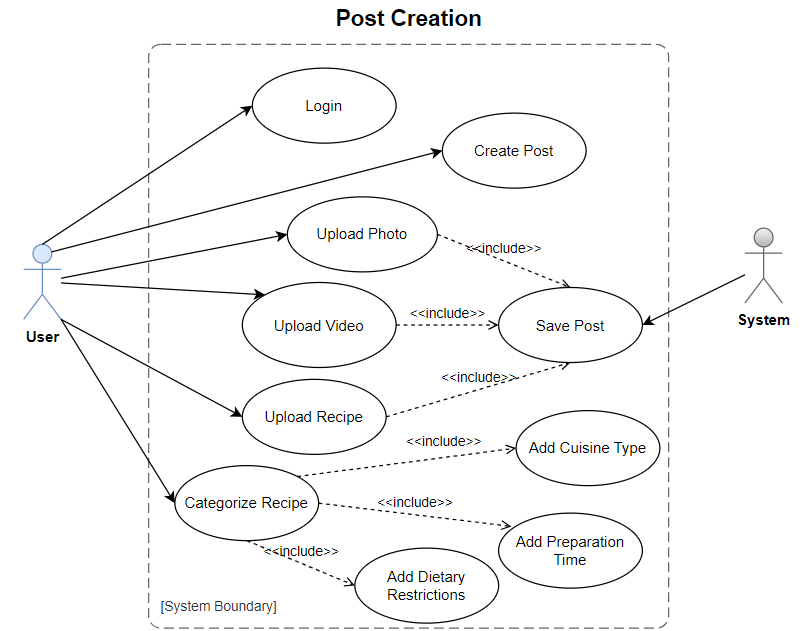 Post Creation
Login
Create Post
Upload Photo
<<include>>
User
System
Upload Video
<<include>>
Save Post
Upload Recipe
<<include>>
Categorize Recipe
<<include>>
Add Cuisine Type
<<include>>
Add Preparation
Time
<<include>>
Add Dietary
Restrictions
[System Boundary]